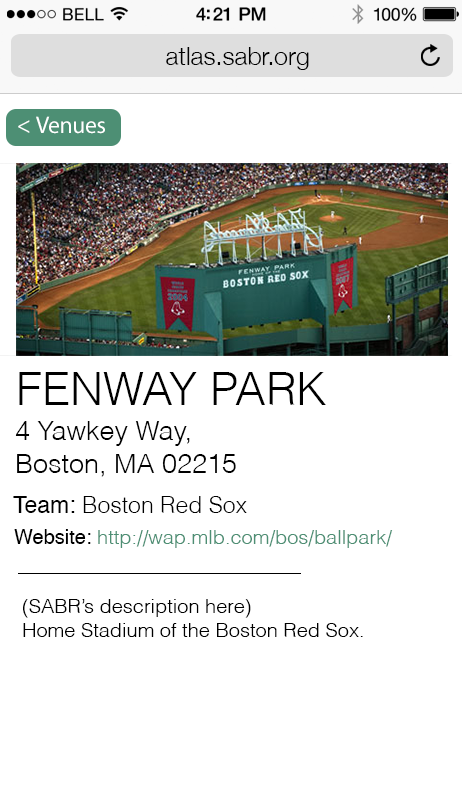 BELL 4:21 PM 100%
atlas.sabr.org
< Venues
FENWAY PARK
BOSTON RED SOX
2004
2007
FENWAY PARK
4 Yawkey Way,
Boston, MA 02215
Team: Boston Red Sox
Website: http://wap.mlb.com/bos/ballpark/
(SABR's description here)
Home Stadium of the Boston Red Sox.